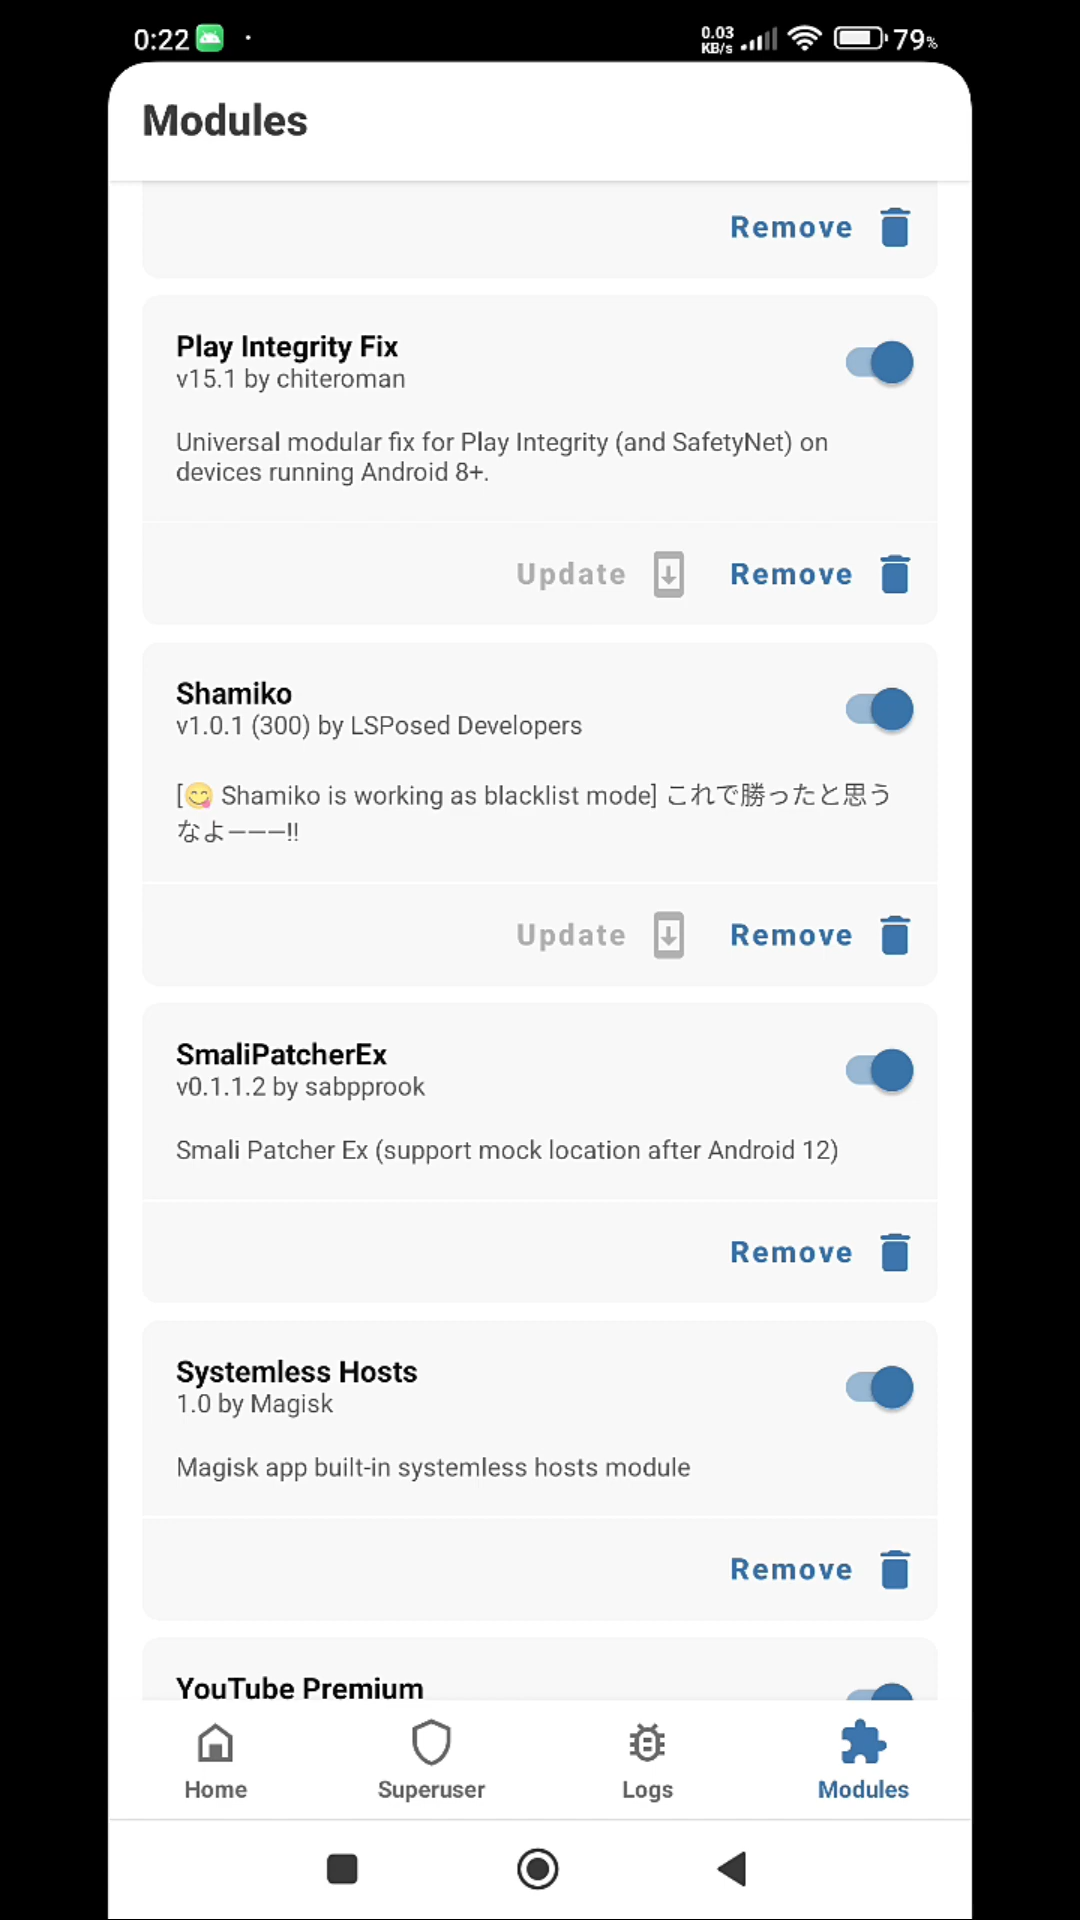 0:22
0.03
KB/s
79%
Modules
Remove
Play Integrity Fix
v15.1 by chiteroman
Universal modular fix for Play Integrity (and SafetyNet) on
devices running Android 8+.
Update Remove
Shamiko
v1.0.1 (300) by LSPosed Developers
[😋 Shamiko is working as blacklist mode] これで勝ったと思う
なよ———!!
Update Remove
SmaliPatcherEx
v0.1.1.2 by sabpprook
Smali Patcher Ex (support mock location after Android 12)
Remove
Systemless Hosts
1.0 by Magisk
Magisk app built-in systemless hosts module
Remove
YouTube Premium
Home Superuser Logs Modules